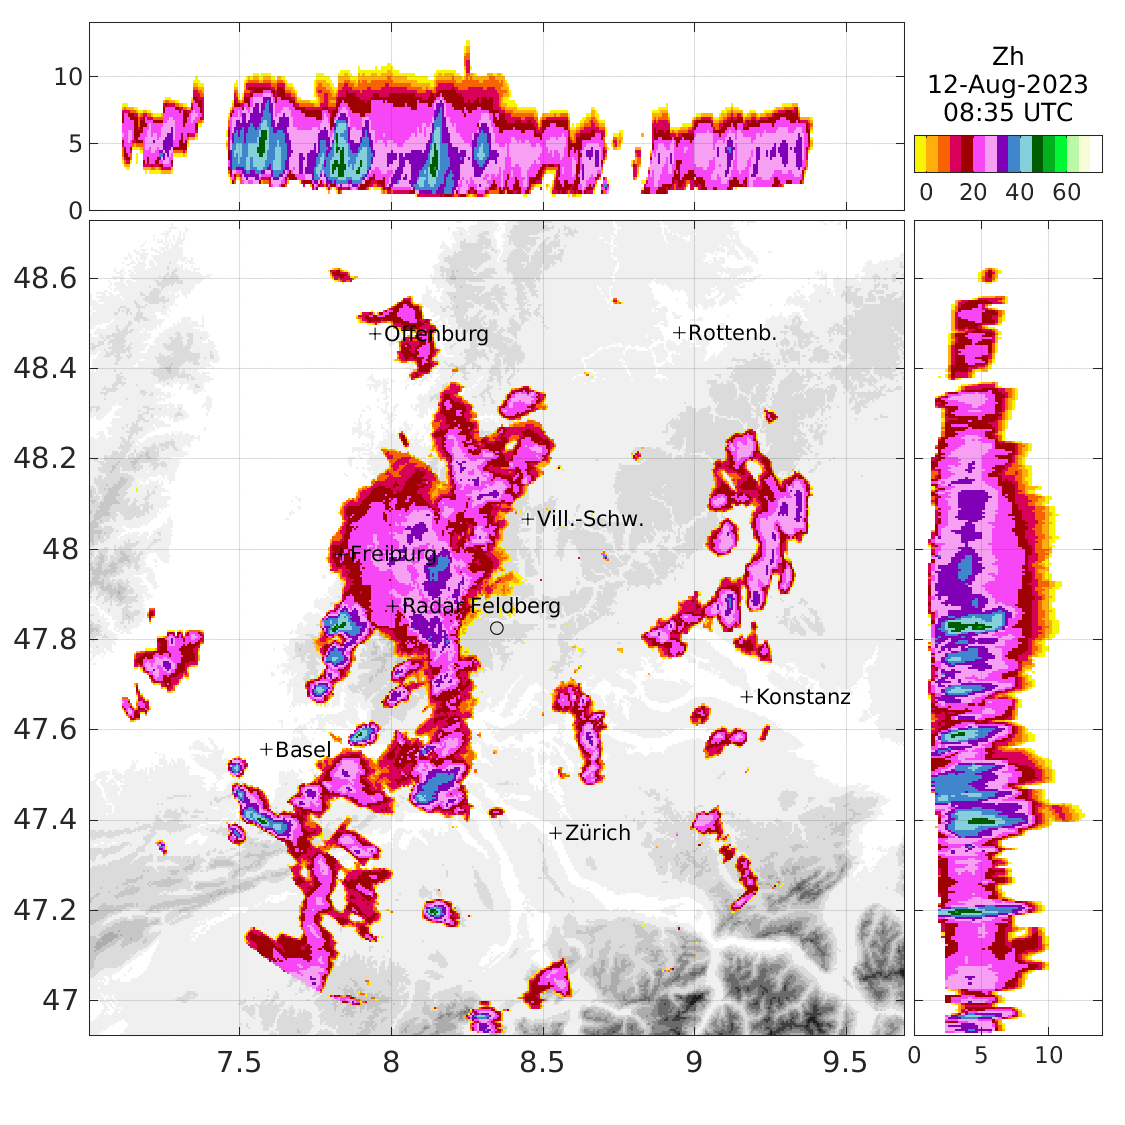 10
5
0
Zh
12-Aug-2023
08:35 UTC
0 20 40 60
48.6
48.4
48.2
48
47.8
47.6
47.4
47.2
47
+Offenburg
+Rottenb.
+Vill.-Schw.
+Freiburg
+Radar Feldberg
+Konstanz
+Basel
+Zürich
7.5 8 8.5 9 9.5
0 5 10